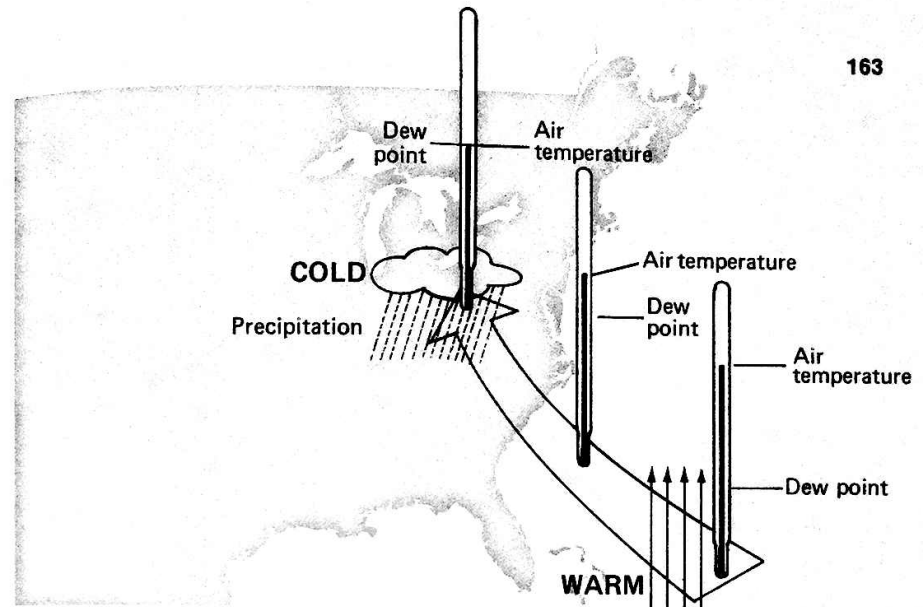 163
Dew
point
Air
temperature
COLD
Precipitation
Air temperature
Dew
point
Air
temperature
Dew point
WARM